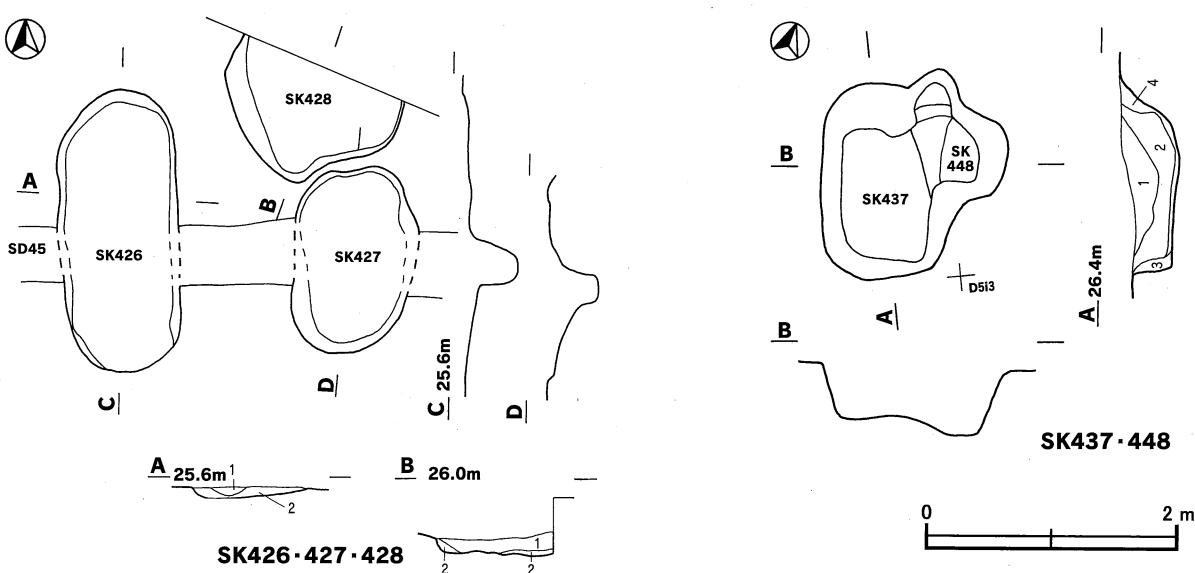 SK428
A
B
SD45
SK426
SK427
C
D
C 25.6m
D
A 25.6m
1
2
B 26.0m
1
2
2
SK426・427・428
B
SK
448
SK437
D5i3
A
A 26.4m
4
2
1
3
B
SK437・448
0
2 m